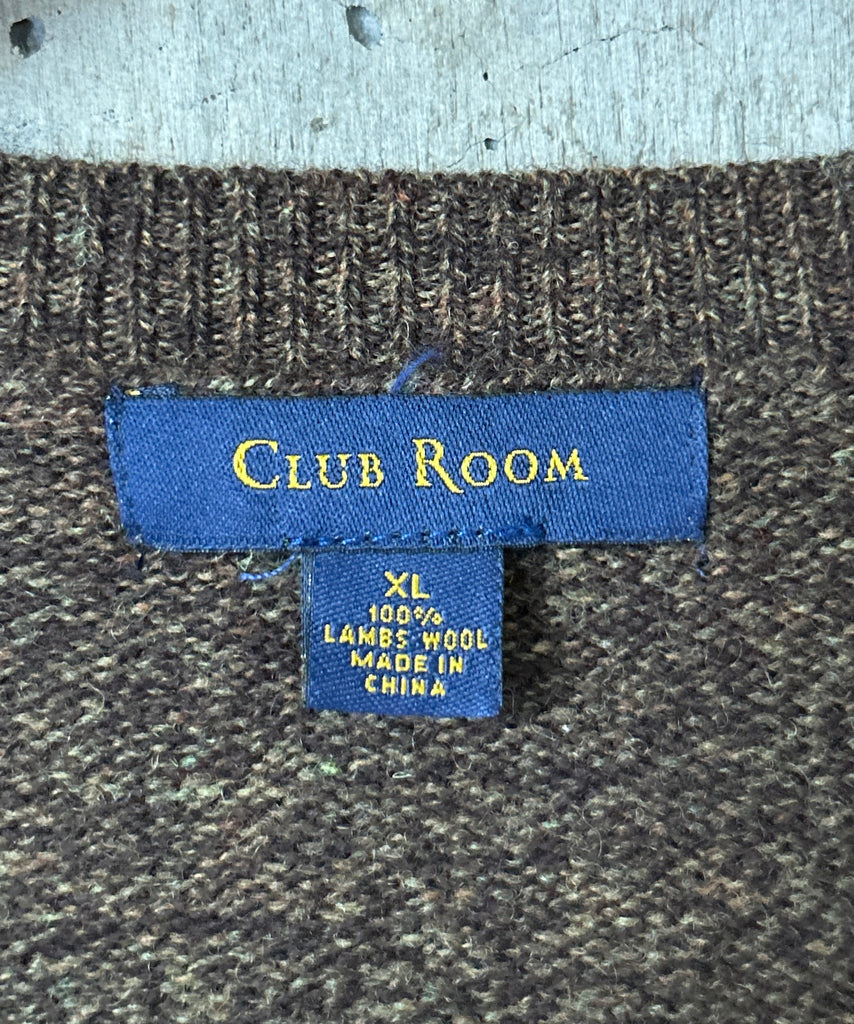 CLUB ROOM
XL
100%
LAMBS WOOL
MADE IN
CHINA